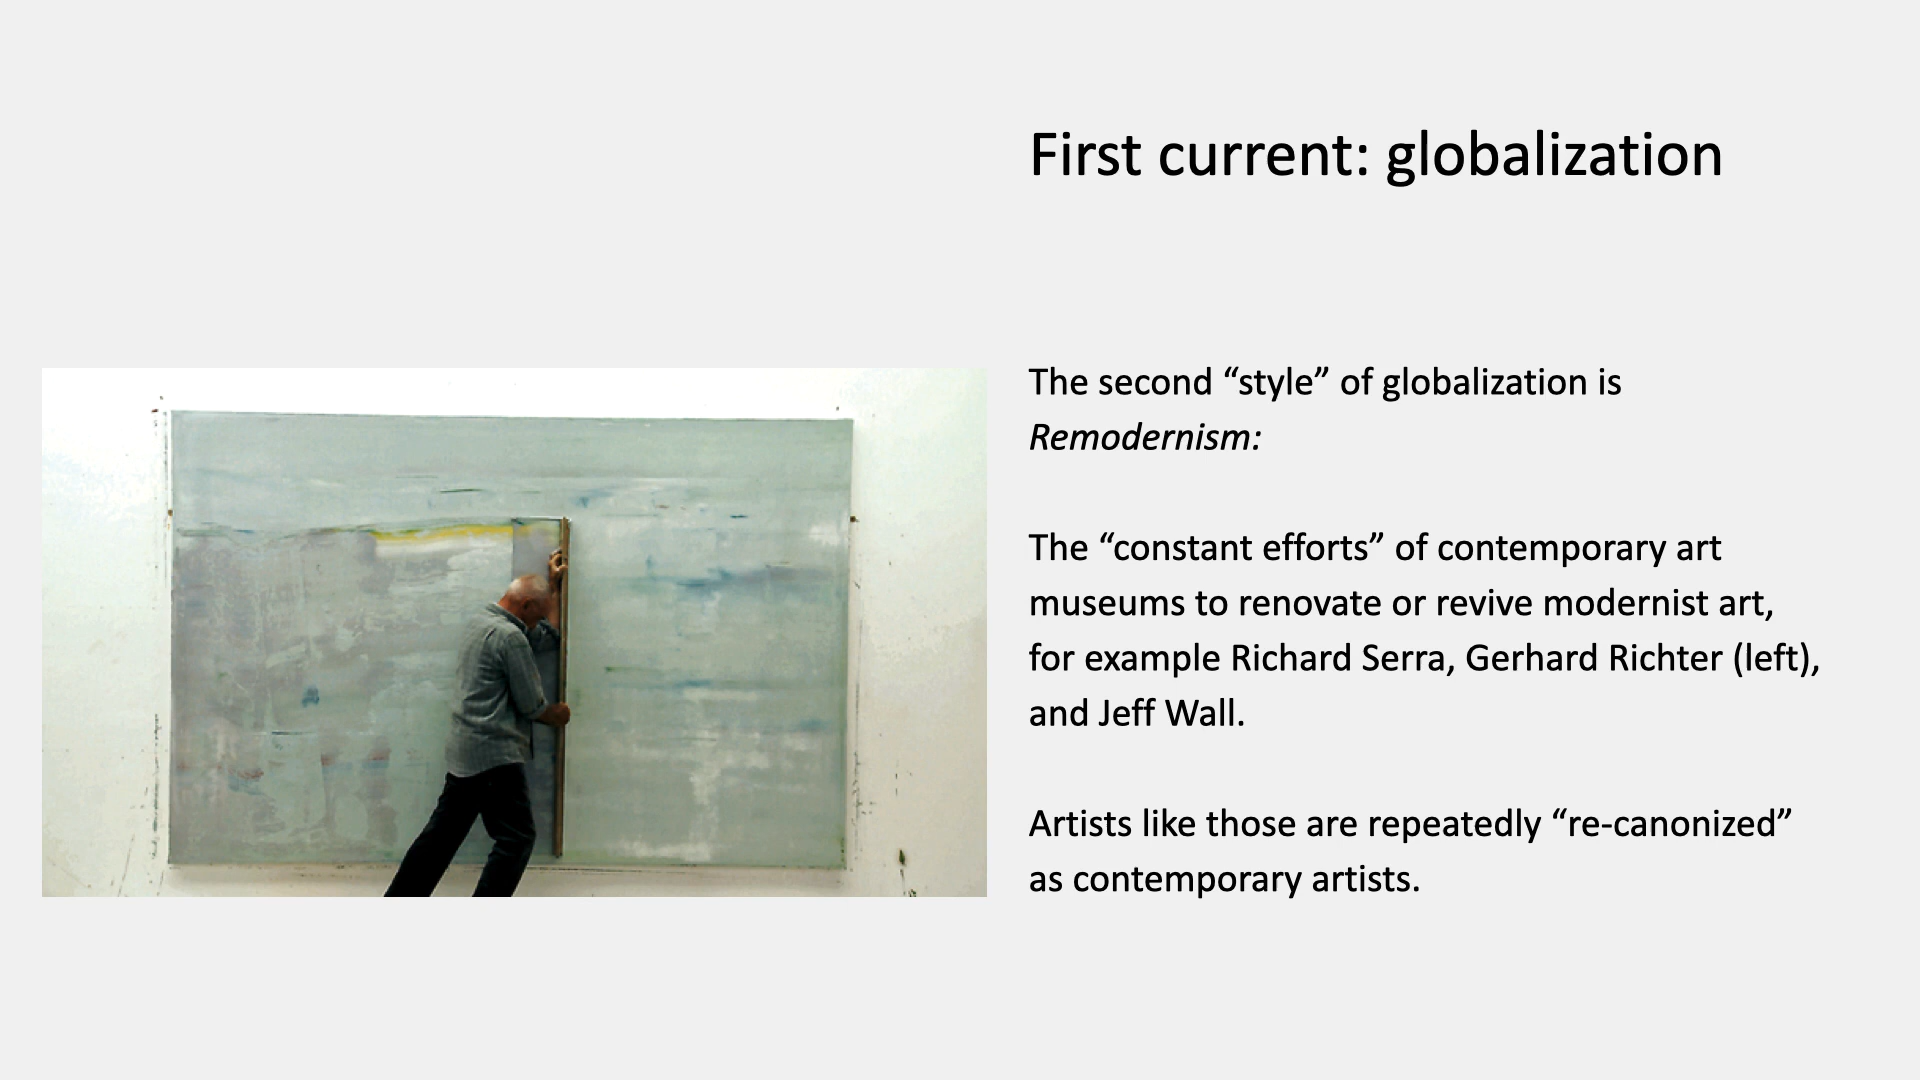 First current: globalization
The second “style” of globalization is
Remodernism:
The “constant efforts” of contemporary art
museums to renovate or revive modernist art,
for example Richard Serra, Gerhard Richter (left),
and Jeff Wall.
Artists like those are repeatedly “re-canonized”
as contemporary artists.